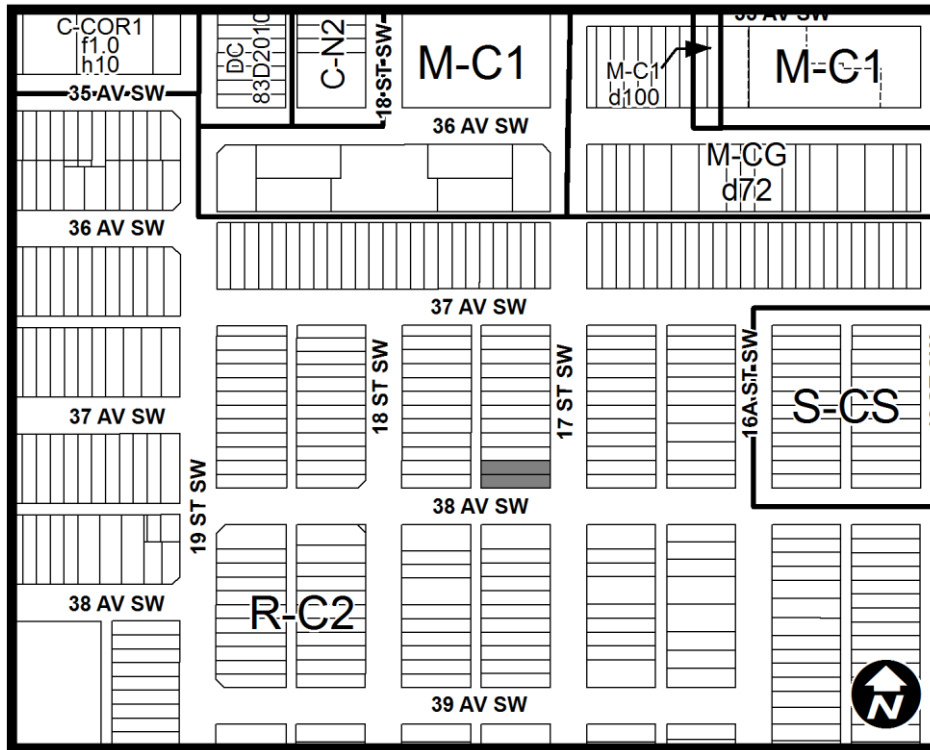 C-COR1
f1.0
h10
DC
83D2010
C-N2
18 ST SW
M-C1
M-C1
d100
M-C1
35 AV SW
36 AV SW
M-CG
d72
36 AV SW
37 AV SW
18 ST SW
17 ST SW
16A ST SW
S-CS
37 AV SW
19 ST SW
38 AV SW
38 AV SW
R-C2
39 AV SW
N